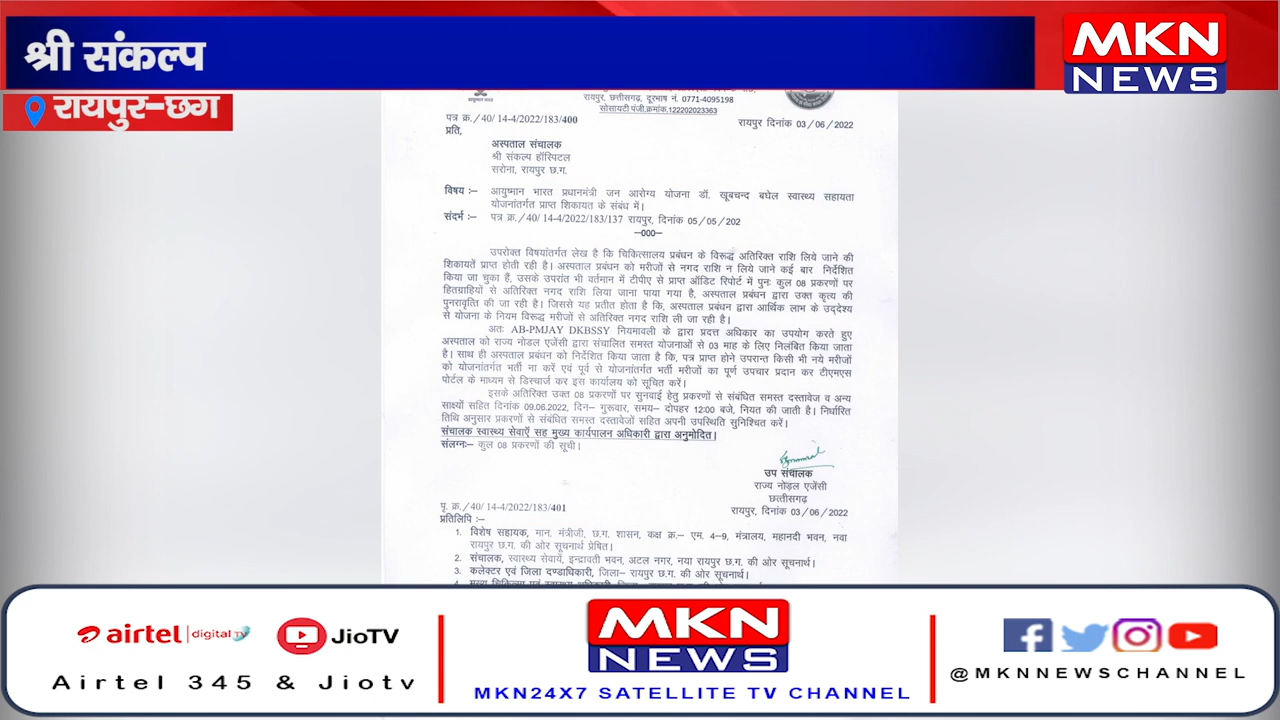 श्री संकल्प
MKN
NEWS
रायपुर-छग
रायपुर, छत्तीसगढ़, दूरभाष नं. 0771-4095198
सोसायटी पंजी.क्रमांक.122202023363
पत्र क्र./40/ 14-4/2022/183/400
रायपुर दिनांक 03/06/2022
प्रति,
अस्पताल संचालक
श्री संकल्प हॉस्पिटल
सरोना, रायपुर छ.ग.
विषय :– आयुष्मान भारत प्रधानमंत्री जन आरोग्य योजना डॉ. खूबचन्द बघेल स्वास्थ्य सहायता
योजनांतर्गत प्राप्त शिकायत के संबंध में।
संदर्भ :– पत्र क्र./40/ 14-4/2022/183/137 रायपुर, दिनांक 05/05/202
—000—
उपरोक्त विषयांतर्गत लेख है कि चिकित्सालय प्रबंधन के विरूद्ध अतिरिक्त राशि लिये जाने की
शिकायतें प्राप्त होती रही है। अस्पताल प्रबंधन को मरीजों से नगद राशि न लिये जाने कई बार निर्देशित
किया जा चुका हैं, उसके उपरांत भी वर्तमान में टीपीए से प्राप्त ऑडिट रिपोर्ट में पुनः कुल 08 प्रकरणों पर
हितग्राहियों से अतिरिक्त नगद राशि लिया जाना पाया गया है, अस्पताल प्रबंधन द्वारा उक्त कृत्य की
पुनरावृति की जा रही है। जिससे यह प्रतीत होता है कि, अस्पताल प्रबंधन द्वारा आर्थिक लाभ के उद्देश्य
से योजना के नियम विरूद्ध मरीजों से अतिरिक्त नगद राशि ली जा रही है।
अतः AB-PMJAY DKBSSY नियमावली के द्वारा प्रदत्त अधिकार का उपयोग करते हुए
अस्पताल को राज्य नोडल एजेंसी द्वारा संचालित समस्त योजनाओं से 03 माह के लिए निलंबित किया जाता
है। साथ ही अस्पताल प्रबंधन को निर्देशित किया जाता है कि, पत्र प्राप्त होने उपरान्त किसी भी नये मरीजों
को योजनांतर्गत भर्ती ना करें एवं पूर्व से योजनांतर्गत भर्ती मरीजों का पूर्ण उपचार प्रदान कर टीएमएस
पोर्टल के माध्यम से डिस्चार्ज कर इस कार्यालय को सूचित करें।
इसके अतिरिक्त उक्त 08 प्रकरणों पर सुनवाई हेतु प्रकरणों से संबंधित समस्त दस्तावेज व अन्य
साक्ष्यों सहित दिनांक 09.06.2022, दिन– गुरूवार, समय– दोपहर 12:00 बजे, नियत की जाती है। निर्धारित
तिथि अनुसार प्रकरणों से संबंधित समस्त दस्तावेजों सहित अपनी उपस्थिति सुनिश्चित करें।
संचालक स्वास्थ्य सेवाऐं सह मुख्य कार्यपालन अधिकारी द्वारा अनुमोदित।
संलग्नः– कुल 08 प्रकरणों की सूची।
उप संचालक
राज्य नोडल एजेंसी
छत्तीसगढ़
रायपुर, दिनांक 03/06/2022
पृ. क्र./40/ 14-4/2022/183/401
प्रतिलिपि :–
1. विशेष सहायक, मान. मंत्रीजी, छ.ग. शासन, कक्ष क्र.– एम. 4–9, मंत्रालय, महानदी भवन, नवा
रायपुर छ.ग. की ओर सूचनार्थ प्रेषित।
2. संचालक, स्वास्थ्य सेवायें, इन्द्रावती भवन, अटल नगर, नया रायपुर छ.ग. की ओर सूचनार्थ।
3. कलेक्टर एवं जिला दण्डाधिकारी, जिला– रायपुर छ.ग. की ओर सूचनार्थ।
airtel digital TV
JioTV
Airtel 345 & Jiotv
MKN
NEWS
MKN24X7 SATELLITE TV CHANNEL
@MKNNEWSCHANNEL